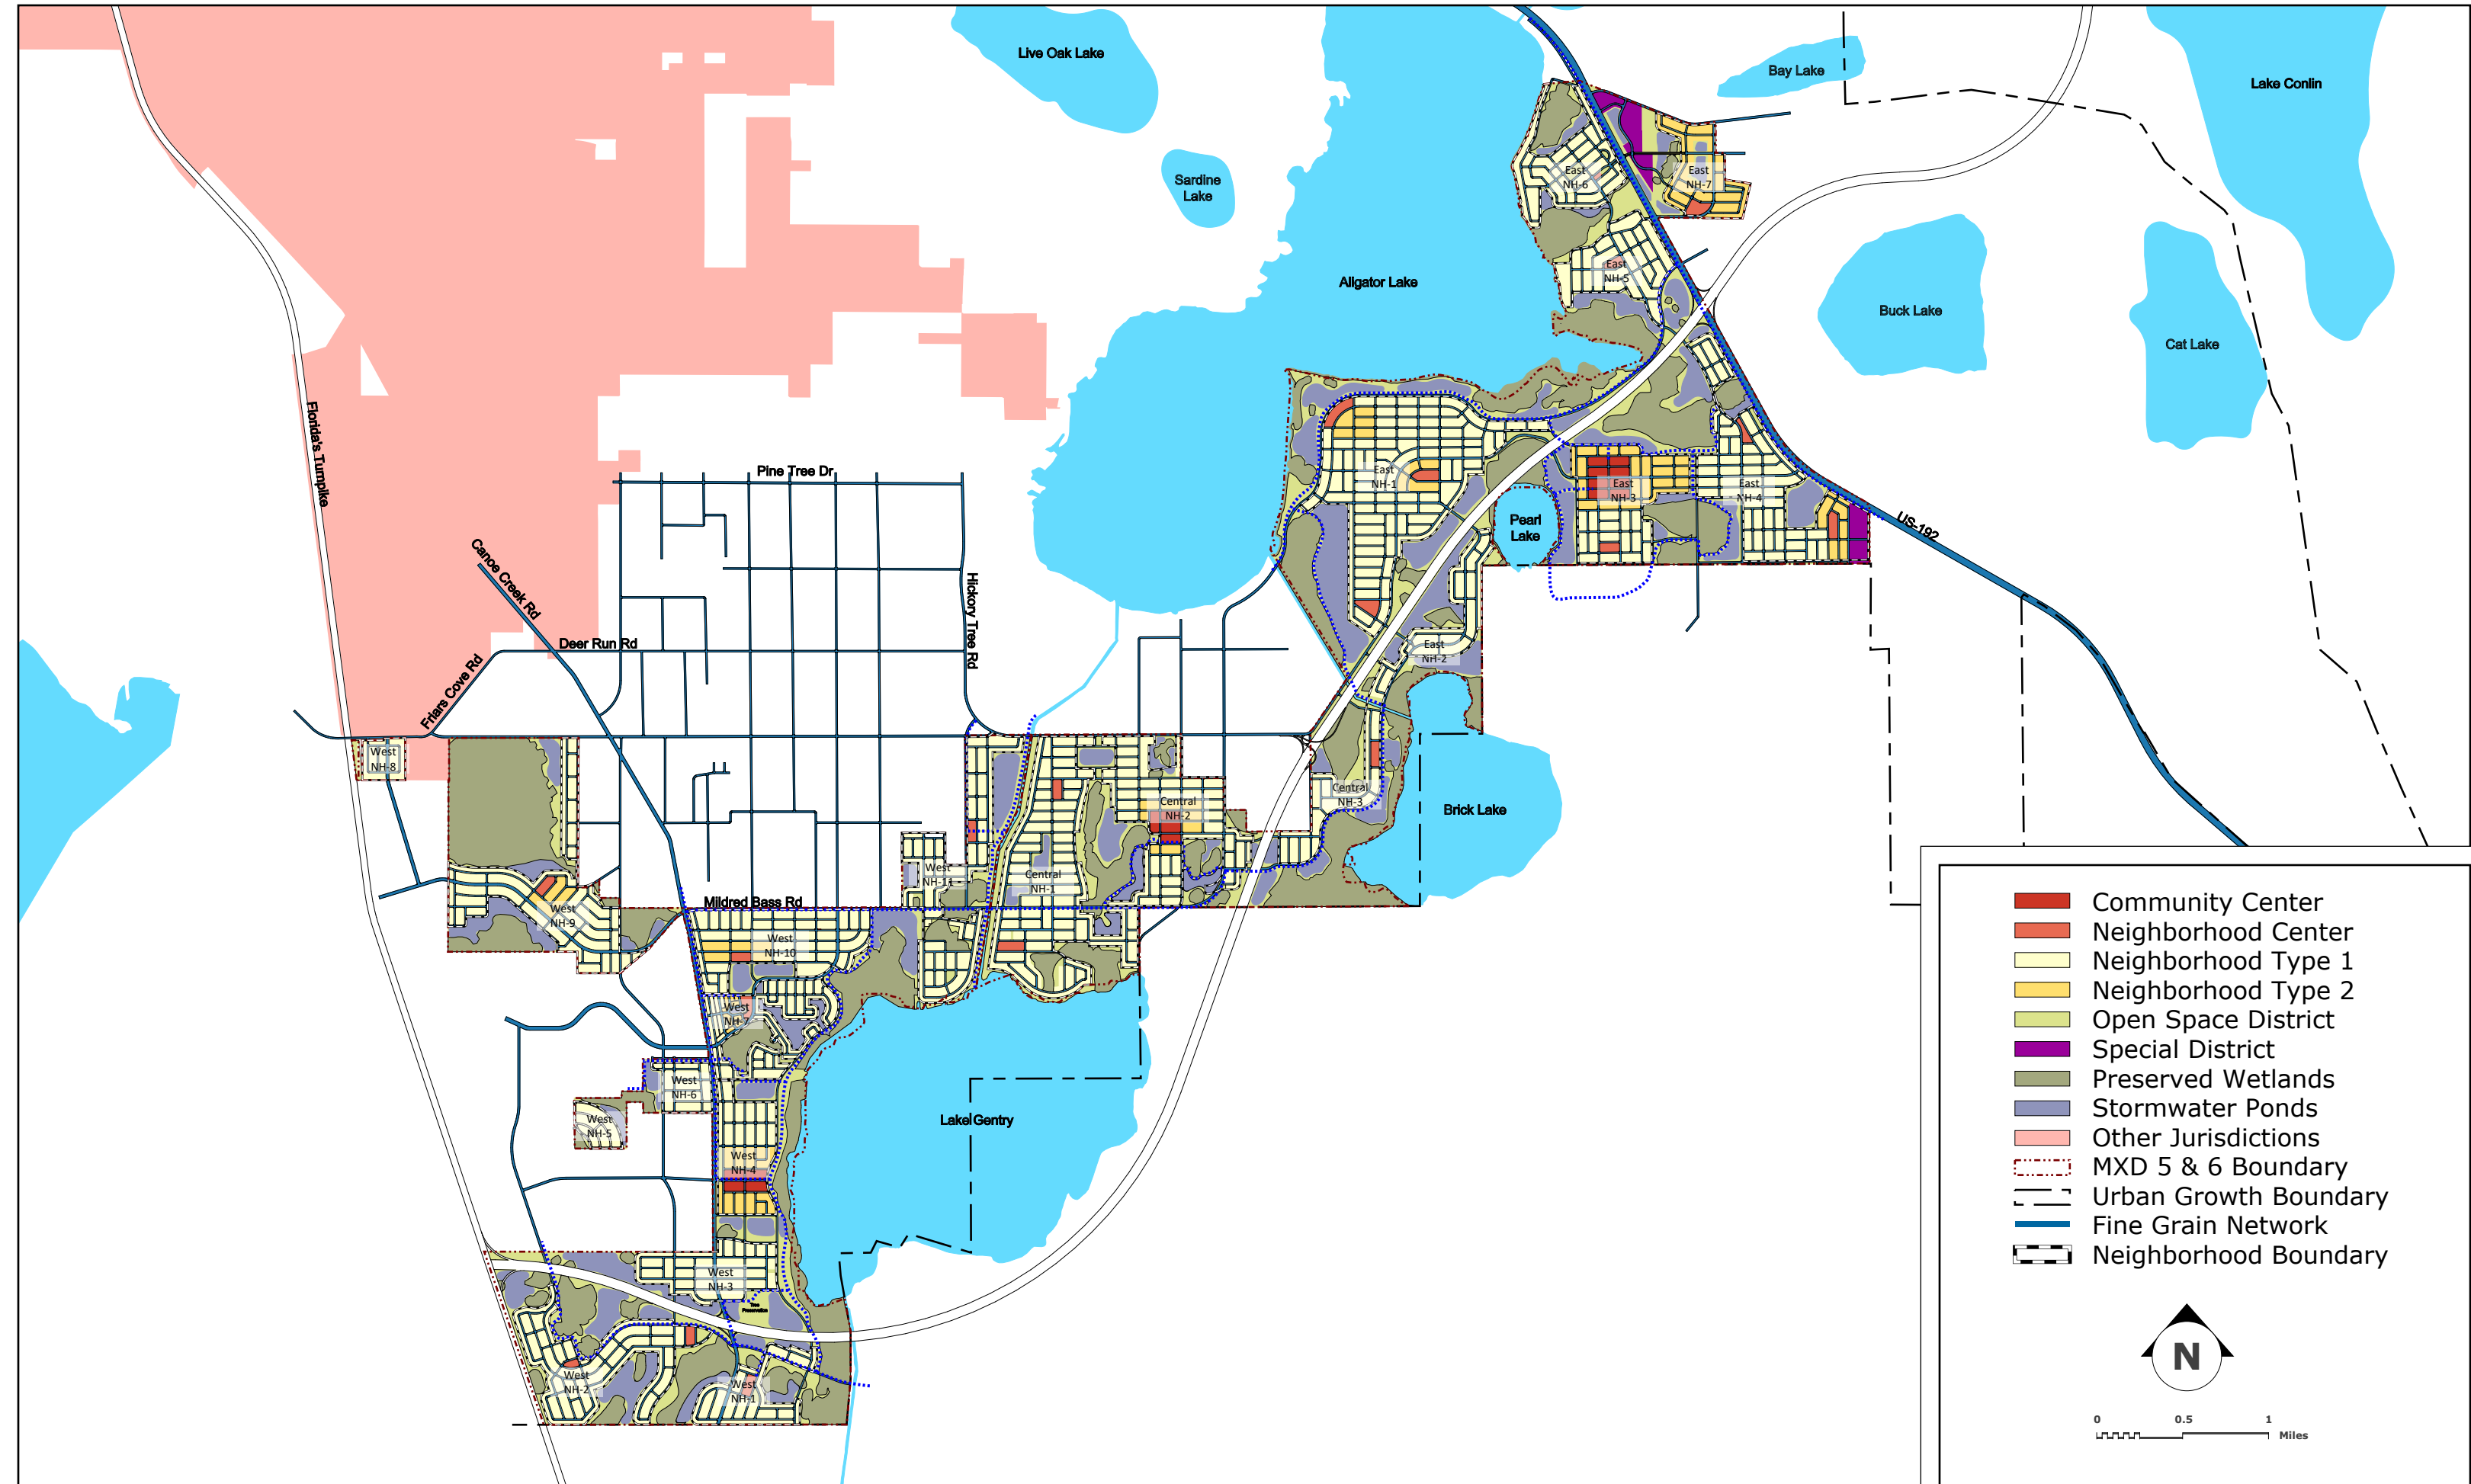 Live Oak Lake
Bay Lake
Lake Conlin
Sardine
Lake
East
NH-6
East
NH-7
East
NH-5
Alligator Lake
Buck Lake
Cat Lake
Florida's Turnpike
Pine Tree Dr
East
NH-1
East
NH-3
East
NH-4
Pearl
Lake
US-192
Canoe Creek Rd
Hickory Tree Rd
Deer Run Rd
Friars Cove Rd
East
NH-2
West
NH-8
Central
NH-3
Central
NH-2
Brick Lake
West
NH-11
Central
NH-1
Mildred Bass Rd
West
NH-9
West
NH-10
West
NH-7
West
NH-6
West
NH-5
Lake Gentry
West
NH-4
West
NH-3
Tree
Preservation
West
NH-2
West
NH-1
Community Center
Neighborhood Center
Neighborhood Type 1
Neighborhood Type 2
Open Space District
Special District
Preserved Wetlands
Stormwater Ponds
Other Jurisdictions
MXD 5 & 6 Boundary
Urban Growth Boundary
Fine Grain Network
Neighborhood Boundary
N
0 0.5 1
Miles